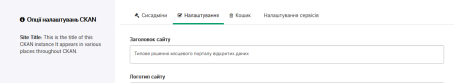 Опції налаштувань CKAN
Site Title: This is the title of this
CKAN instance It appears in various
places throughout CKAN.
Сисадміни Налаштування Кошик Налаштування сервісів
Заголовок сайту
Типове рішення місцевого порталу відкритих даних
Логотип сайту